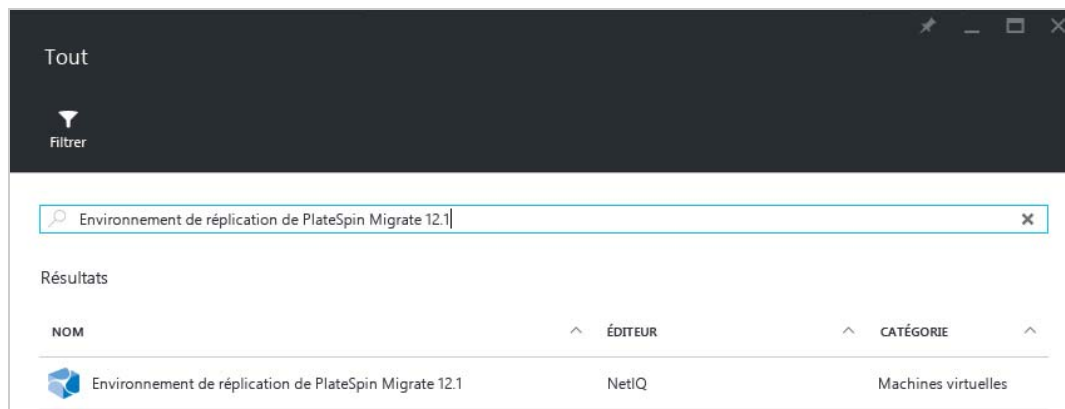 Tout
Filtrer
Environnement de réplication de PlateSpin Migrate 12.1
Résultats
NOM ÉDITEUR CATÉGORIE
Environnement de réplication de PlateSpin Migrate 12.1 NetIQ Machines virtuelles